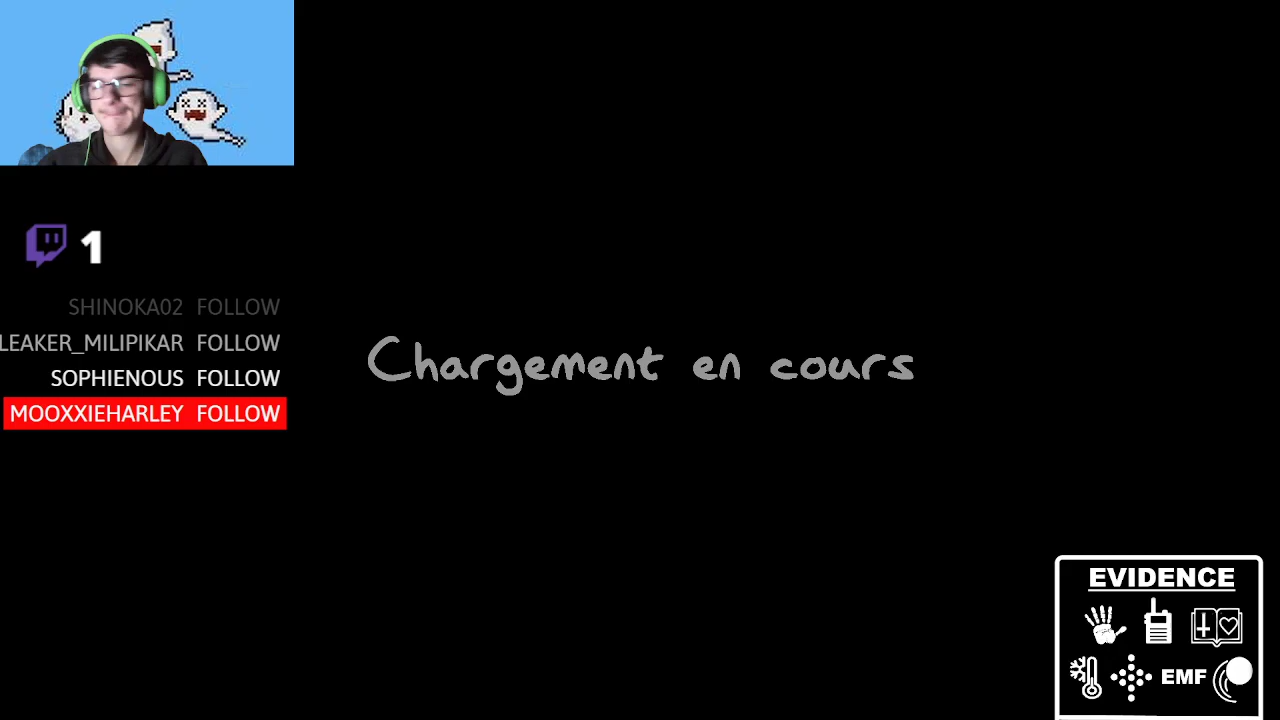 1
SHINOKA02 FOLLOW
LEAKER_MILIPIKAR FOLLOW
SOPHIENOUS FOLLOW
MOOXXIEHARLEY FOLLOW
Chargement en cours
EVIDENCE
EMF